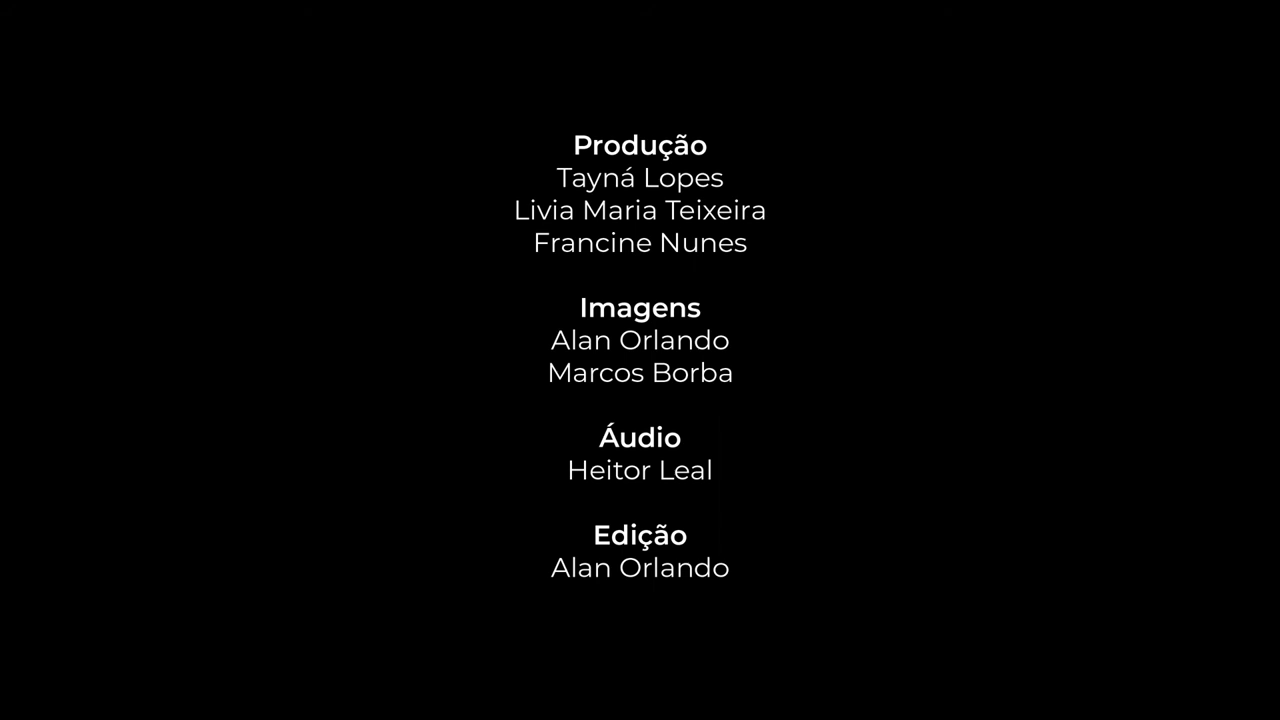 Produção
Tayná Lopes
Livia Maria Teixeira
Francine Nunes
Imagens
Alan Orlando
Marcos Borba
Áudio
Heitor Leal
Edição
Alan Orlando